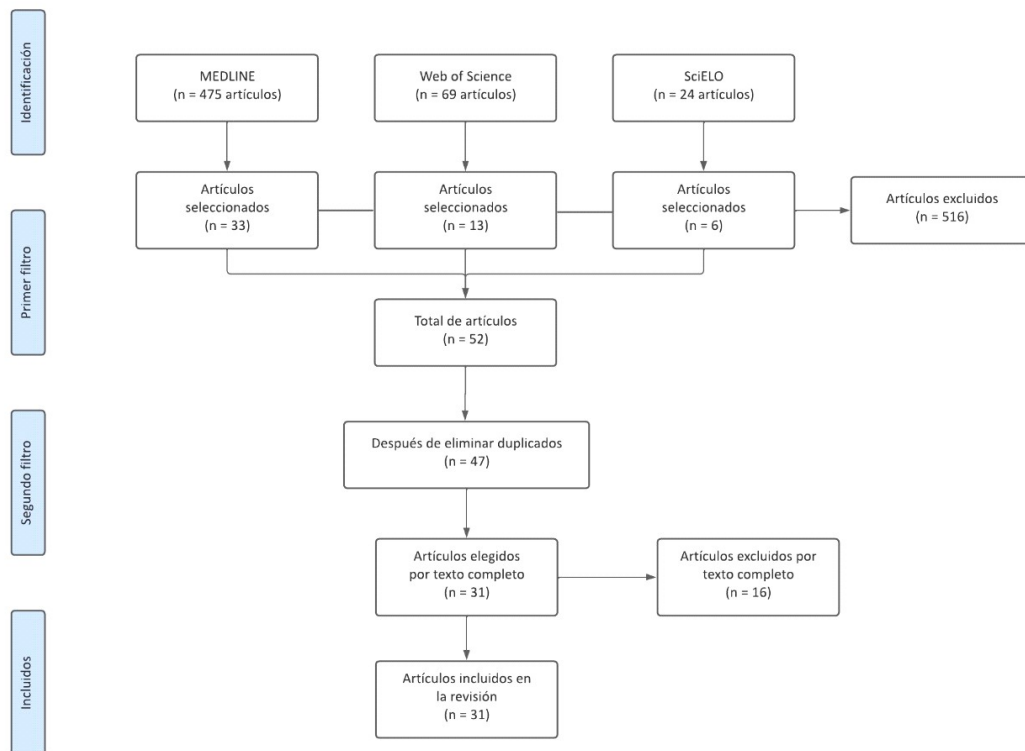 Identificación
MEDLINE
(n = 475 artículos)
Web of Science
(n = 69 artículos)
SciELO
(n = 24 artículos)
Primer filtro
Artículos
seleccionados
(n = 33)
Artículos
seleccionados
(n = 13)
Artículos
seleccionados
(n = 6)
Artículos excluidos
(n = 516)
Total de artículos
(n = 52)
Segundo filtro
Después de eliminar duplicados
(n = 47)
Artículos elegidos
por texto completo
(n = 31)
Artículos excluidos por
texto completo
(n = 16)
Incluidos
Artículos incluidos en
la revisión
(n = 31)